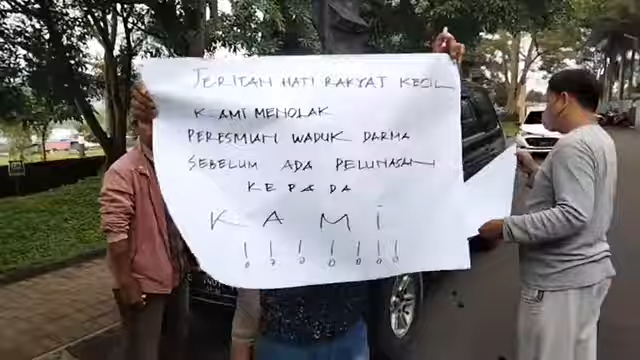 JERITAN HATI RAKYAT KECIL
KAMI MENOLAK
PERESMIAN WADUK DARMA
SEBELUM ADA PELUNASAN
KEPADA
KAMI
!!!!!!!